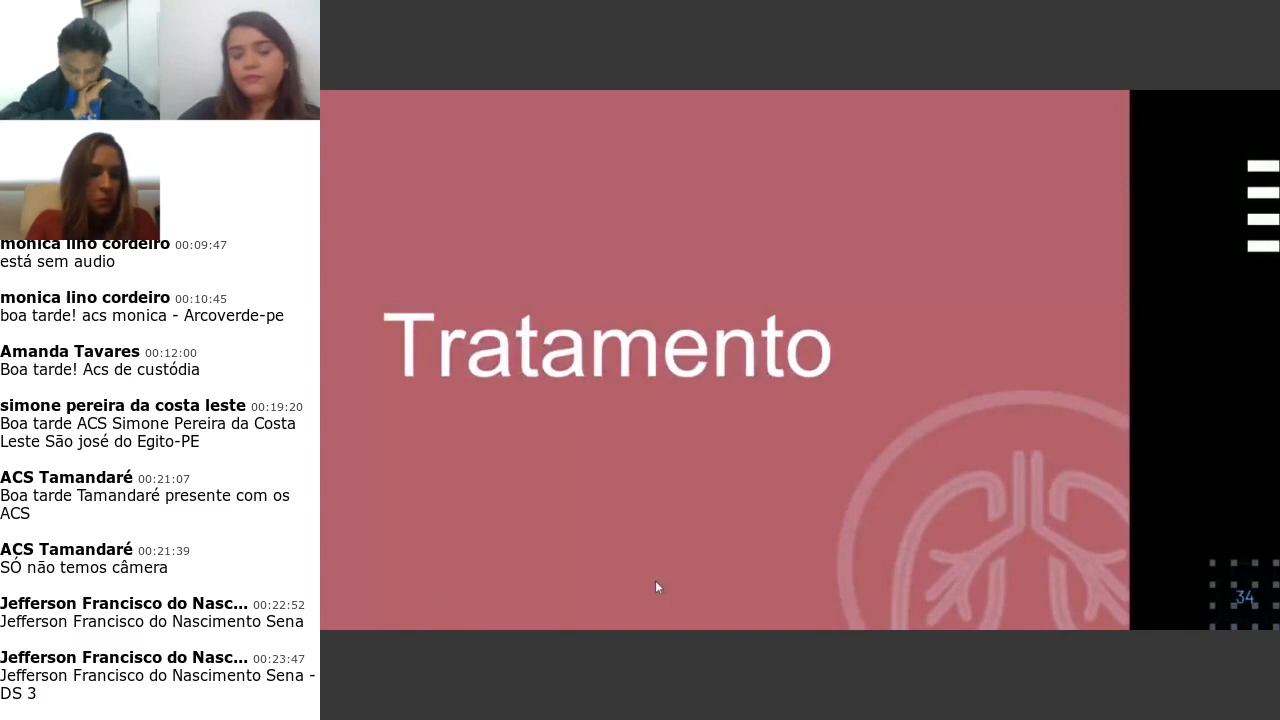 monica lino cordeiro 00:09:47
está sem audio
monica lino cordeiro 00:10:45
boa tarde! acs monica - Arcoverde-pe
Amanda Tavares 00:12:00
Boa tarde! Acs de custódia
simone pereira da costa leste 00:19:20
Boa tarde ACS Simone Pereira da Costa
Leste São josé do Egito-PE
ACS Tamandaré 00:21:07
Boa tarde Tamandaré presente com os
ACS
ACS Tamandaré 00:21:39
SÓ não temos câmera
Jefferson Francisco do Nasc... 00:22:52
Jefferson Francisco do Nascimento Sena
Jefferson Francisco do Nasc... 00:23:47
Jefferson Francisco do Nascimento Sena -
DS 3
Tratamento
34